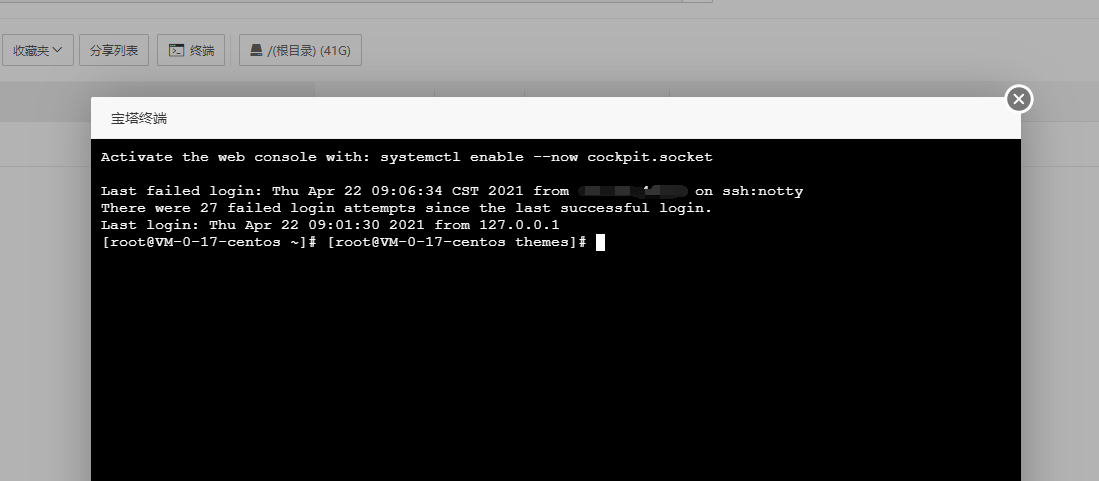 收藏夹
分享列表
终端
/(根目录) (41G)
宝塔终端
Activate the web console with: systemctl enable --now cockpit.socket
Last failed login: Thu Apr 22 09:06:34 CST 2021 from on ssh:notty
There were 27 failed login attempts since the last successful login.
Last login: Thu Apr 22 09:01:30 2021 from 127.0.0.1
[root@VM-0-17-centos ~]# [root@VM-0-17-centos themes]#